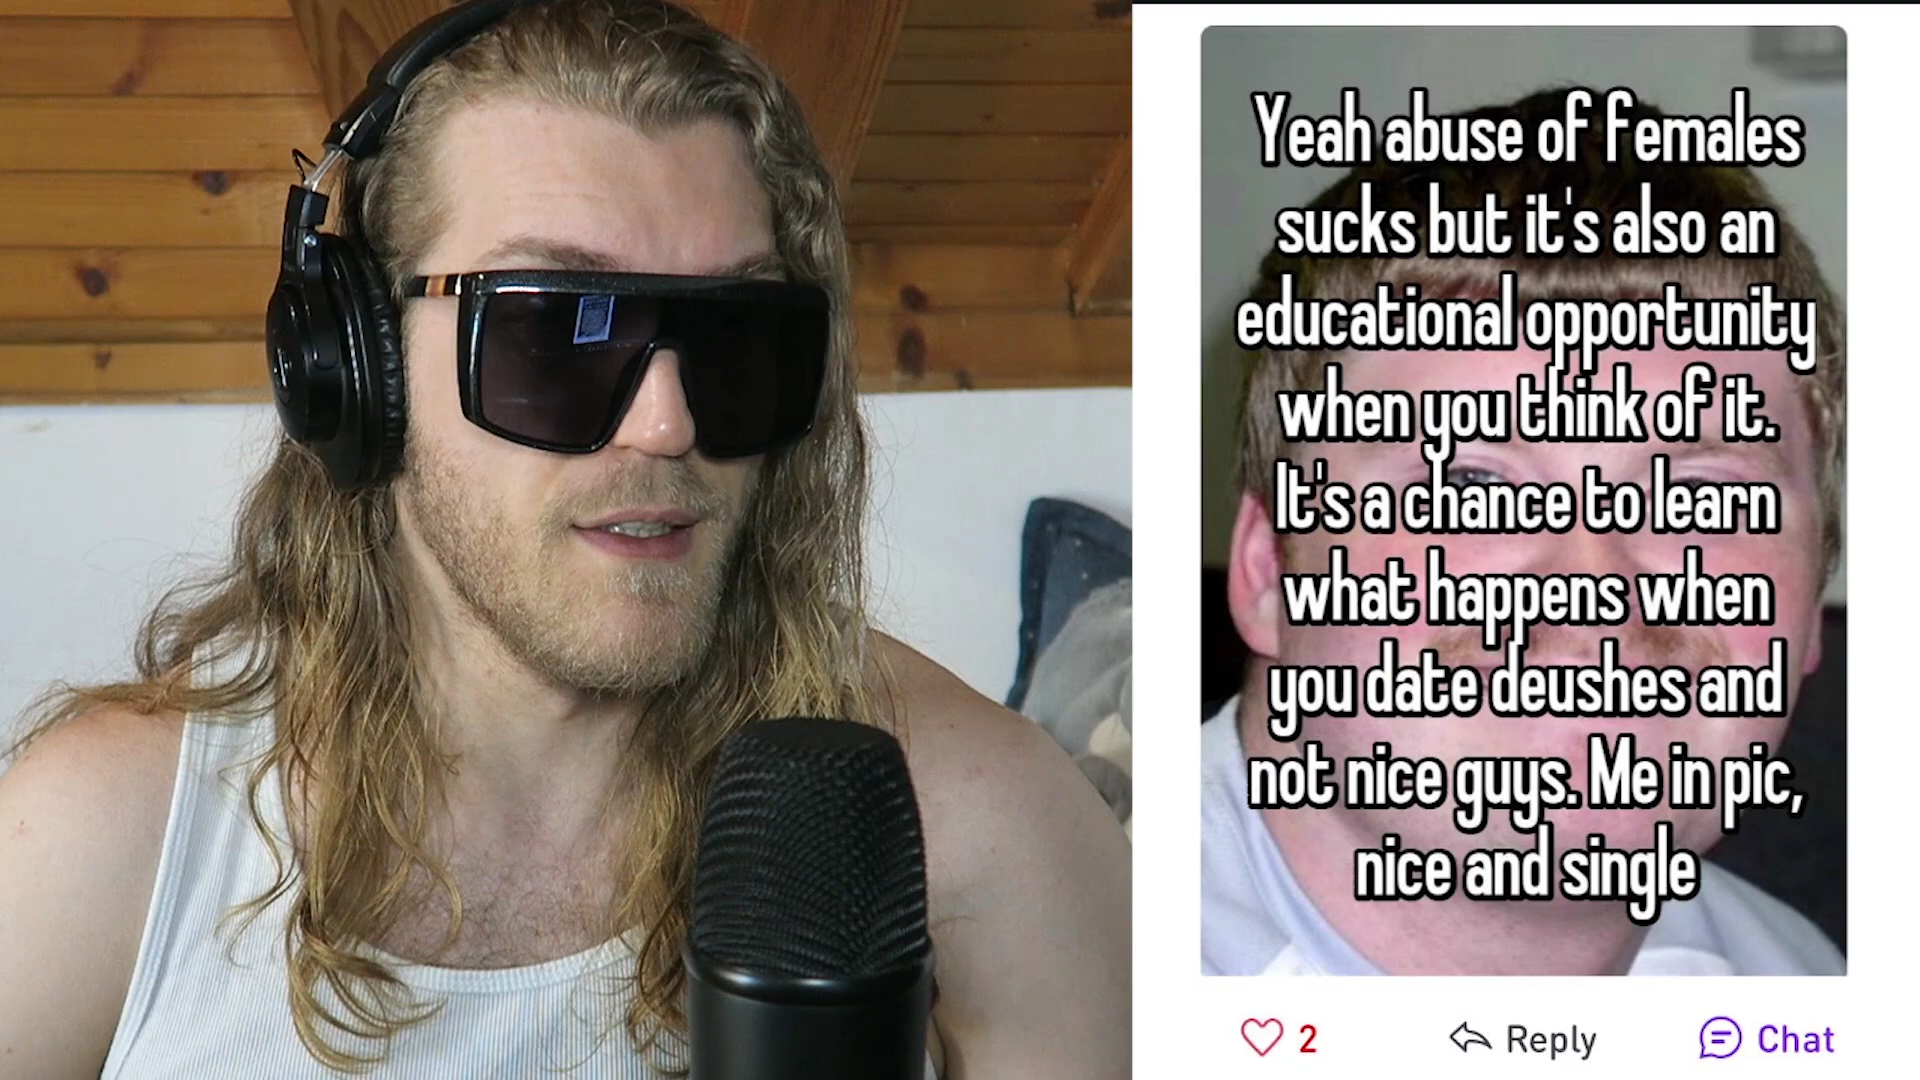 Yeah abuse of females
sucks but it's also an
educational opportunity
when you think of it.
It's a chance to learn
what happens when
you date deushes and
not nice guys. Me in pic,
nice and single
2
Reply
Chat